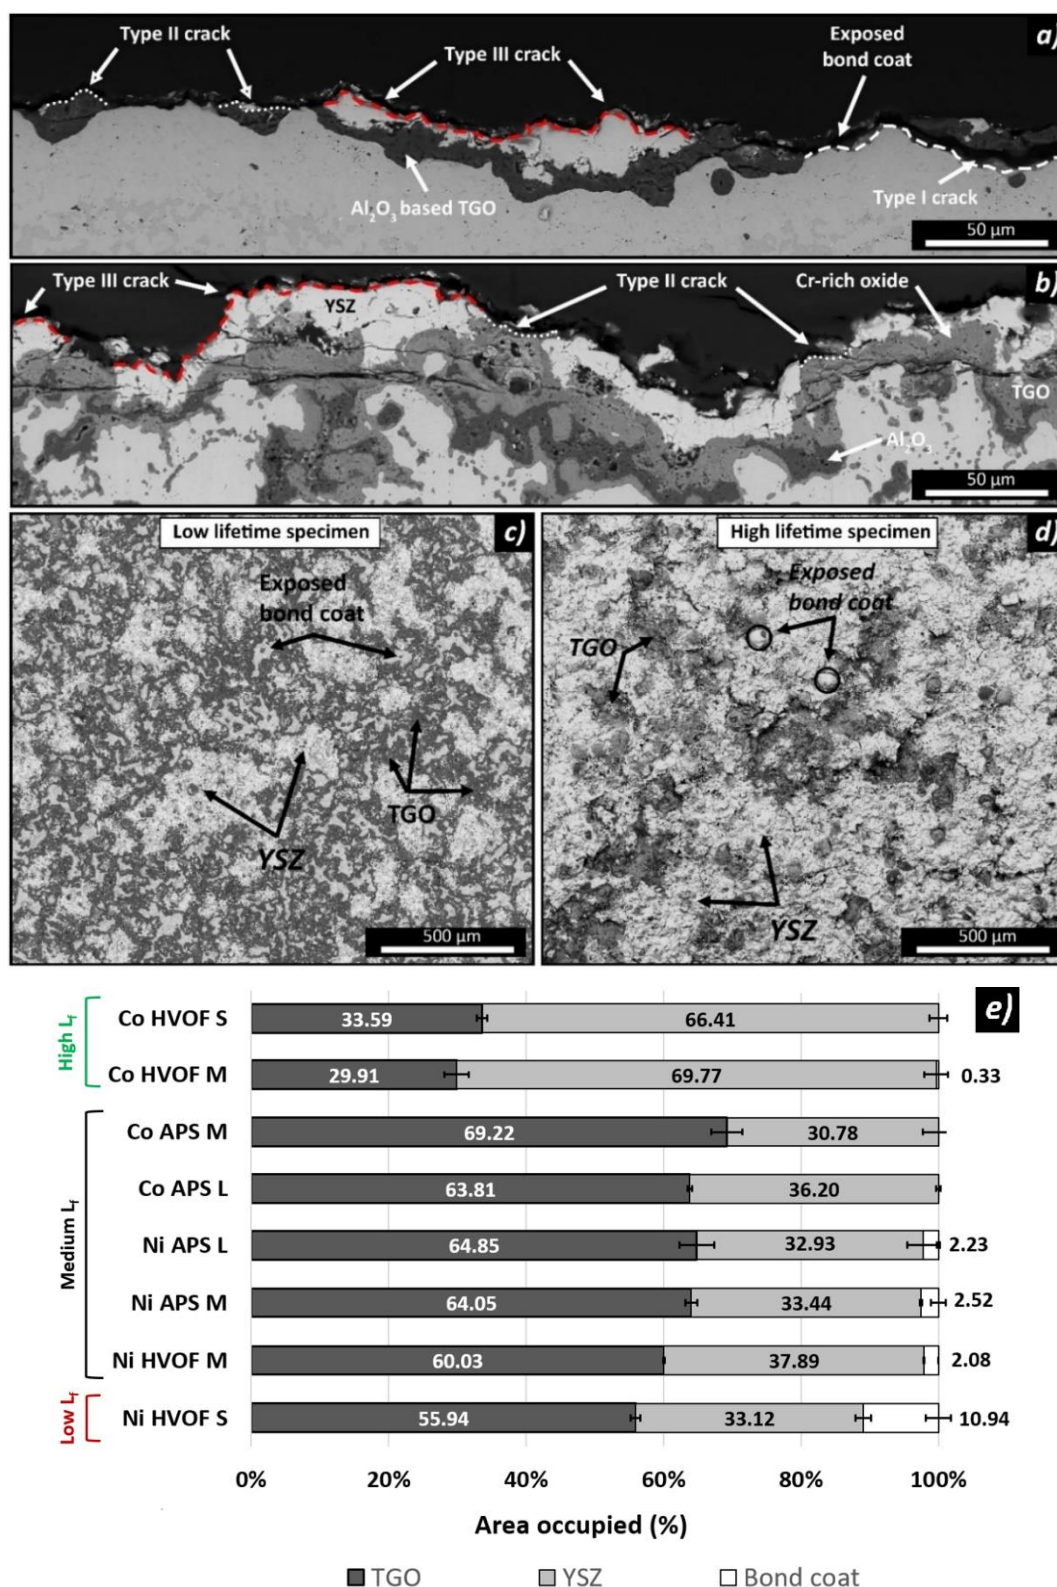 a)
Type II crack
Type III crack
Exposed
bond coat
Al₂O₃ based TGO
Type I crack
50 µm
b)
Type III crack
YSZ
Type II crack
Cr-rich oxide
TGO
Al₂O₃
50 µm
Low lifetime specimen
c)
Exposed
bond coat
TGO
YSZ
500 µm
High lifetime specimen
d)
Exposed
bond coat
TGO
YSZ
500 µm
e)
High Lf
Co HVOF S 33.59 66.41
Co HVOF M 29.91 69.77 0.33
Medium Lf
Co APS M 69.22 30.78
Co APS L 63.81 36.20
Ni APS L 64.85 32.93 2.23
Ni APS M 64.05 33.44 2.52
Ni HVOF M 60.03 37.89 2.08
Low Lf
Ni HVOF S 55.94 33.12 10.94
0% 20% 40% 60% 80% 100%
Area occupied (%)
TGO YSZ Bond coat